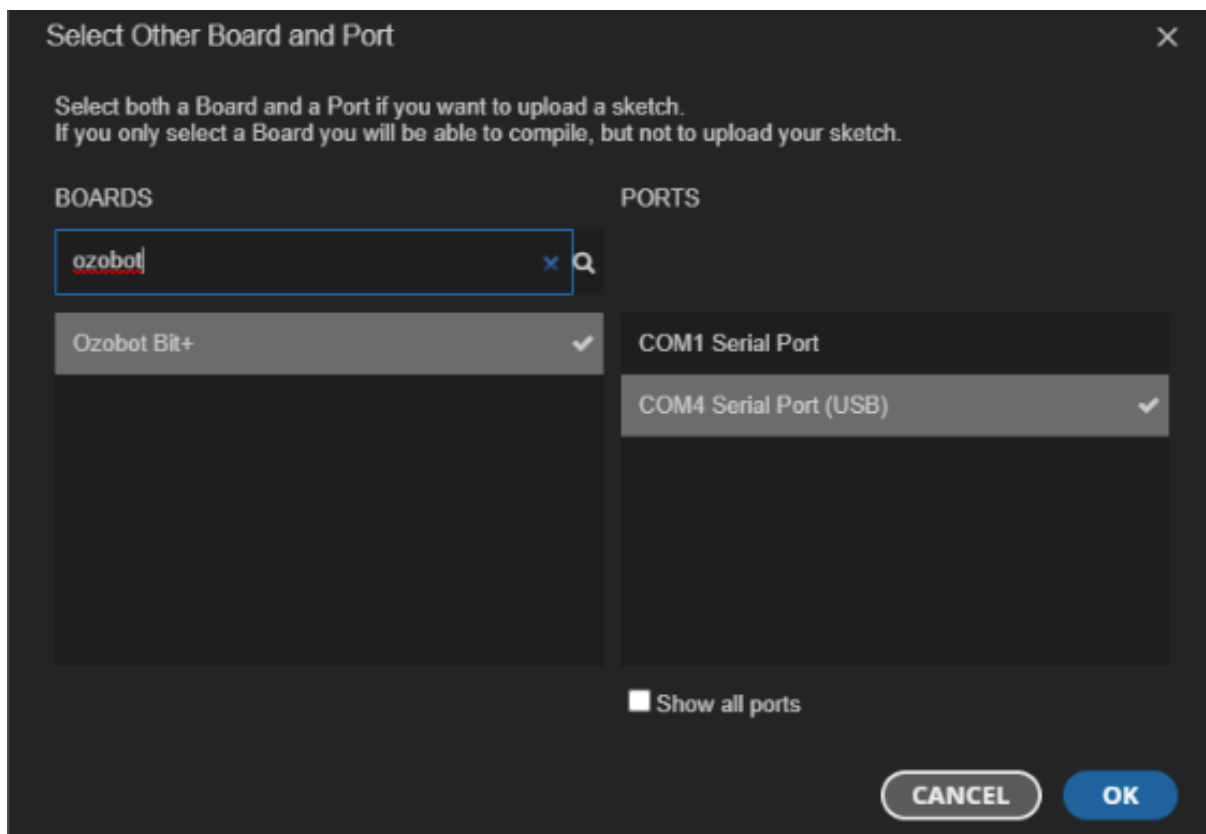 Select Other Board and Port
Select both a Board and a Port if you want to upload a sketch.
If you only select a Board you will be able to compile, but not to upload your sketch.
BOARDS
PORTS
ozobot
Ozobot Bit+
COM1 Serial Port
COM4 Serial Port (USB)
Show all ports
CANCEL
OK